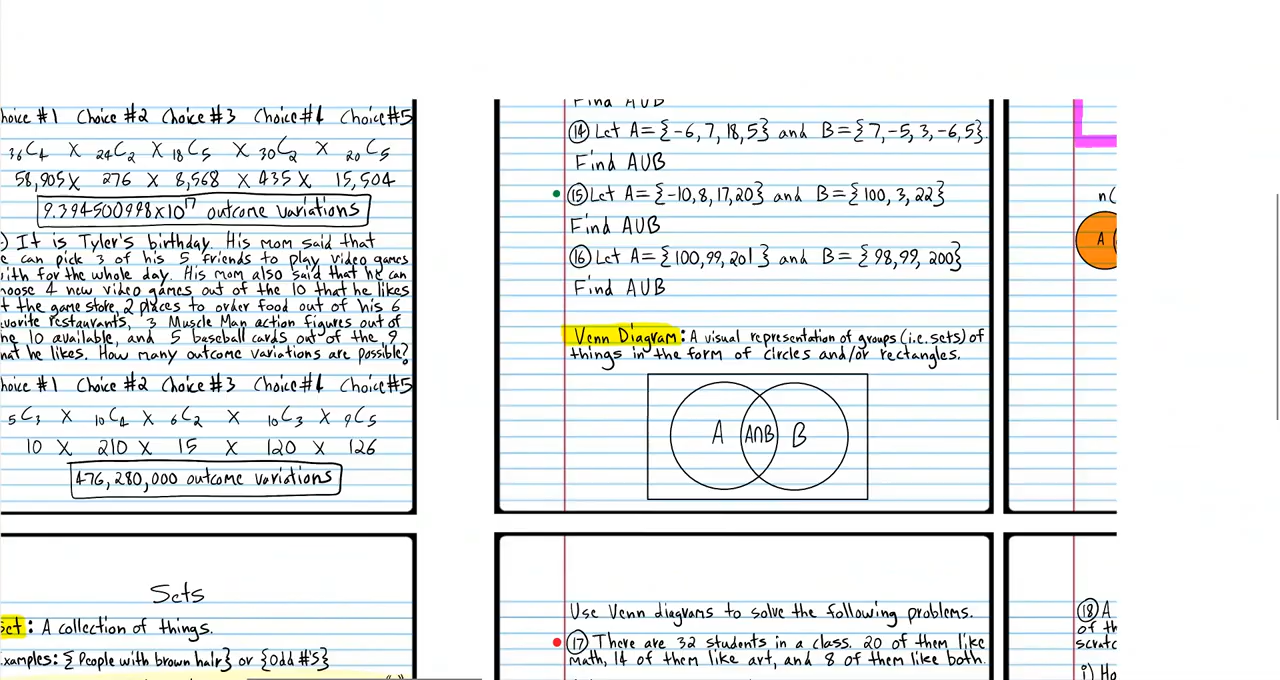 hoice #1 Choice #2 Choice #3 Choice #4 Choice #5
36C4 X 24C2 X 18C5 X 30C2 X 20C5
58,905 X 276 X 8,568 X 435 X 15,504
9.394500998X10^17 outcome variations
) It is Tyler's birthday. His mom said that
e can pick 3 of his 5 friends to play video games
ith for the whole day. His mom also said that he can
hoose 4 new video games out of the 10 that he likes
t the game store, 2 places to order food out of his 6
avorite restaurants, 3 Muscle Man action figures out of
he 10 available, and 5 baseball cards out of the 9
hat he likes. How many outcome variations are possible?
hoice #1 Choice #2 Choice #3 Choice #4 Choice #5
5C3 X 10C4 X 6C2 X 10C3 X 9C5
10 X 210 X 15 X 120 X 126
476,280,000 outcome variations
Sets
Set: A collection of things.
xamples: {People with brown hair} or {Odd #'s}
Find AUB
14 Let A={-6,7,18,5} and B={7,-5,3,-6,5}.
Find AUB
15 Let A={-10,8,17,20} and B={100,3,22}
Find AUB
16 Let A={100,99,201} and B={98,99,200}
Find AUB
Venn Diagram: A visual representation of groups (i.e. sets) of
things in the form of circles and/or rectangles.
A A∩B B
Use Venn diagrams to solve the following problems.
17 There are 32 students in a class. 20 of them like
math, 14 of them like art, and 8 of them like both.
n(
A
18 A
of th
scratc
i) Ho